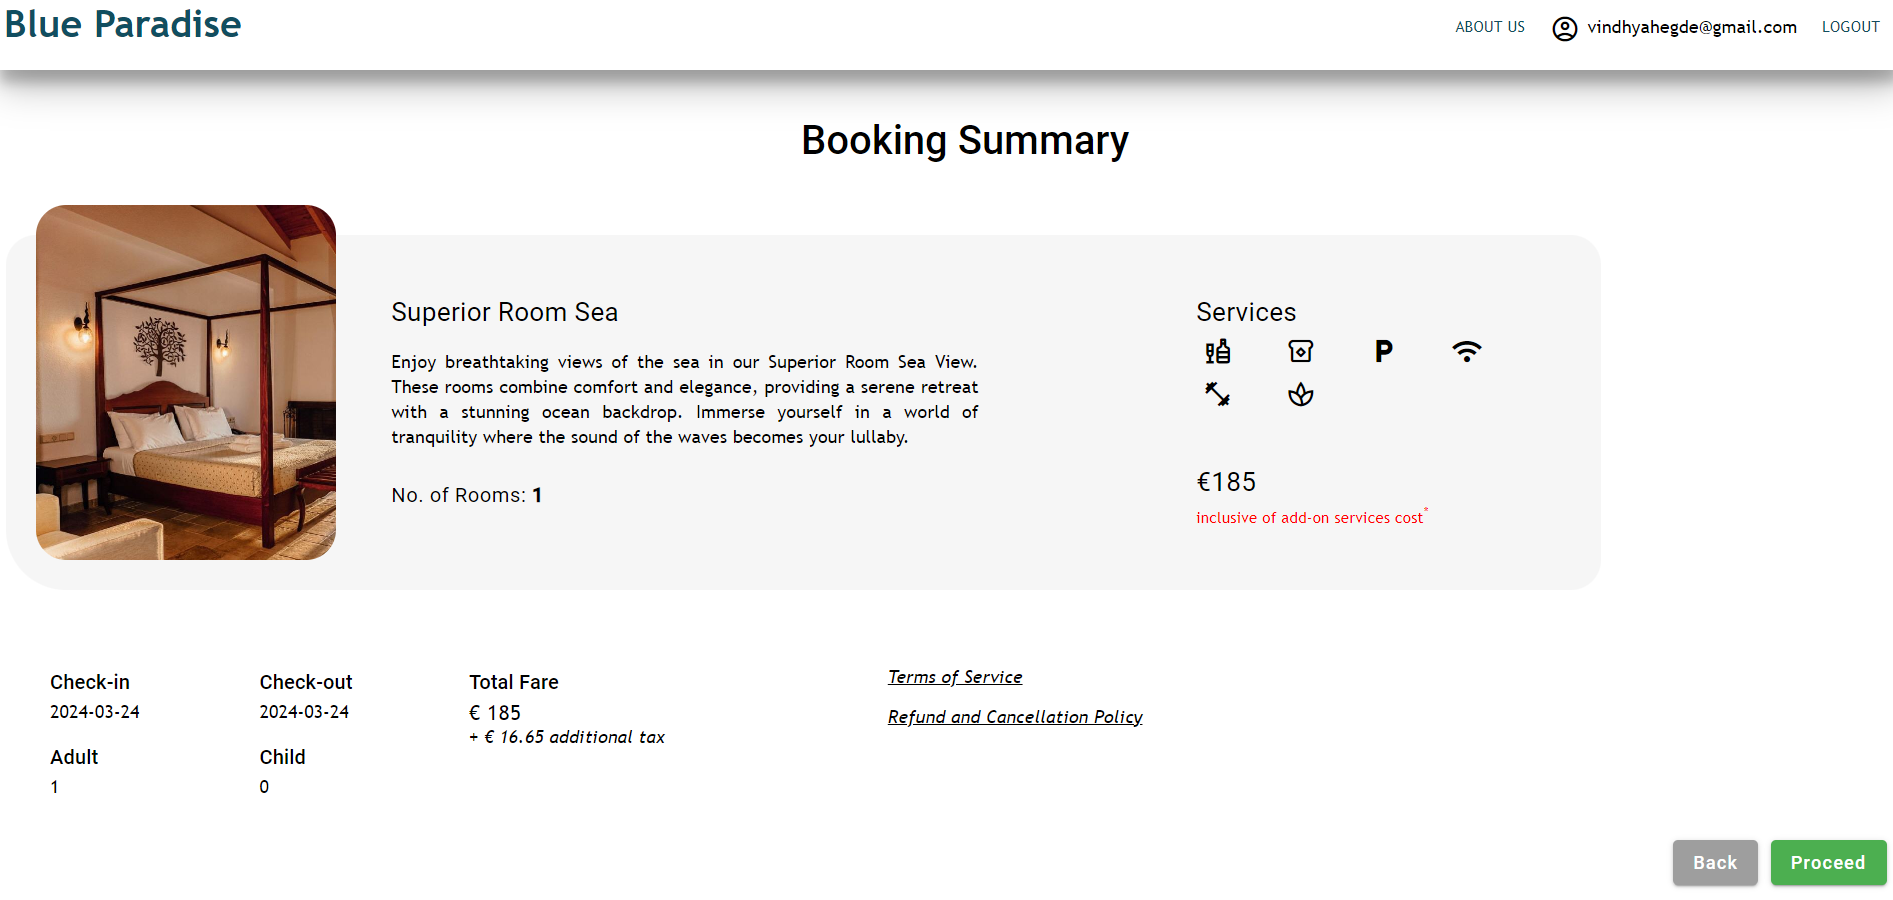 Blue Paradise
ABOUT US
vindhyahegde@gmail.com
LOGOUT
Booking Summary
Superior Room Sea
Enjoy breathtaking views of the sea in our Superior Room Sea View.
These rooms combine comfort and elegance, providing a serene retreat
with a stunning ocean backdrop. Immerse yourself in a world of
tranquility where the sound of the waves becomes your lullaby.
No. of Rooms: 1
Services
P
€185
inclusive of add-on services cost*
Check-in
2024-03-24
Check-out
2024-03-24
Adult
1
Child
0
Total Fare
€ 185
+ € 16.65 additional tax
Terms of Service
Refund and Cancellation Policy
Back
Proceed